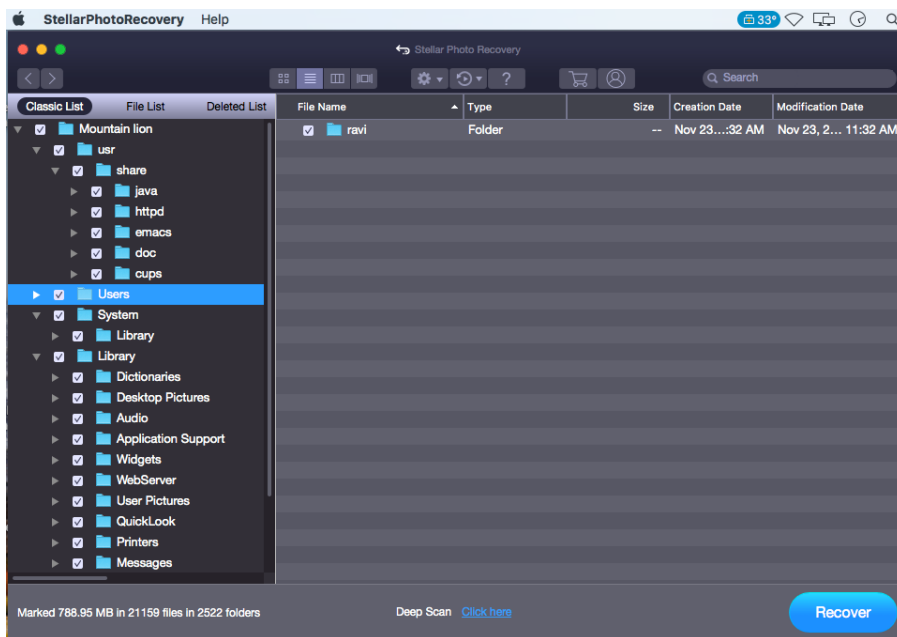 StellarPhotoRecovery Help 33°
Stellar Photo Recovery
? Search
Classic List File List Deleted List File Name Type Size Creation Date Modification Date
Mountain lion ravi Folder -- Nov 23...:32 AM Nov 23, 2... 11:32 AM
usr
share
java
httpd
emacs
doc
cups
Users
System
Library
Library
Dictionaries
Desktop Pictures
Audio
Application Support
Widgets
WebServer
User Pictures
QuickLook
Printers
Messages
Marked 788.95 MB in 21159 files in 2522 folders Deep Scan Click here Recover